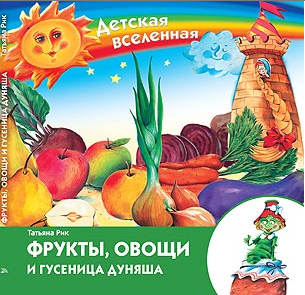 Детская
вселенная
Татьяна Рик
ФРУКТЫ, ОВОЩИ И ГУСЕНИЦА ДУНЯША
Татьяна Рик
ФРУКТЫ, ОВОЩИ
И ГУСЕНИЦА ДУНЯША